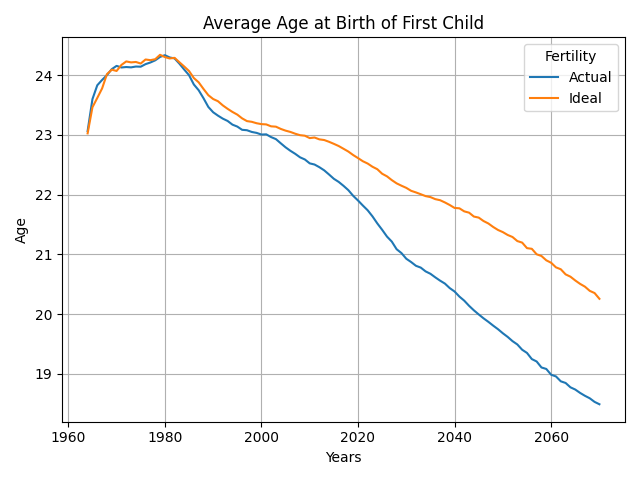 Average Age at Birth of First Child
Fertility
Actual
Ideal
Age
24
23
22
21
20
19
1960 1980 2000 2020 2040 2060
Years